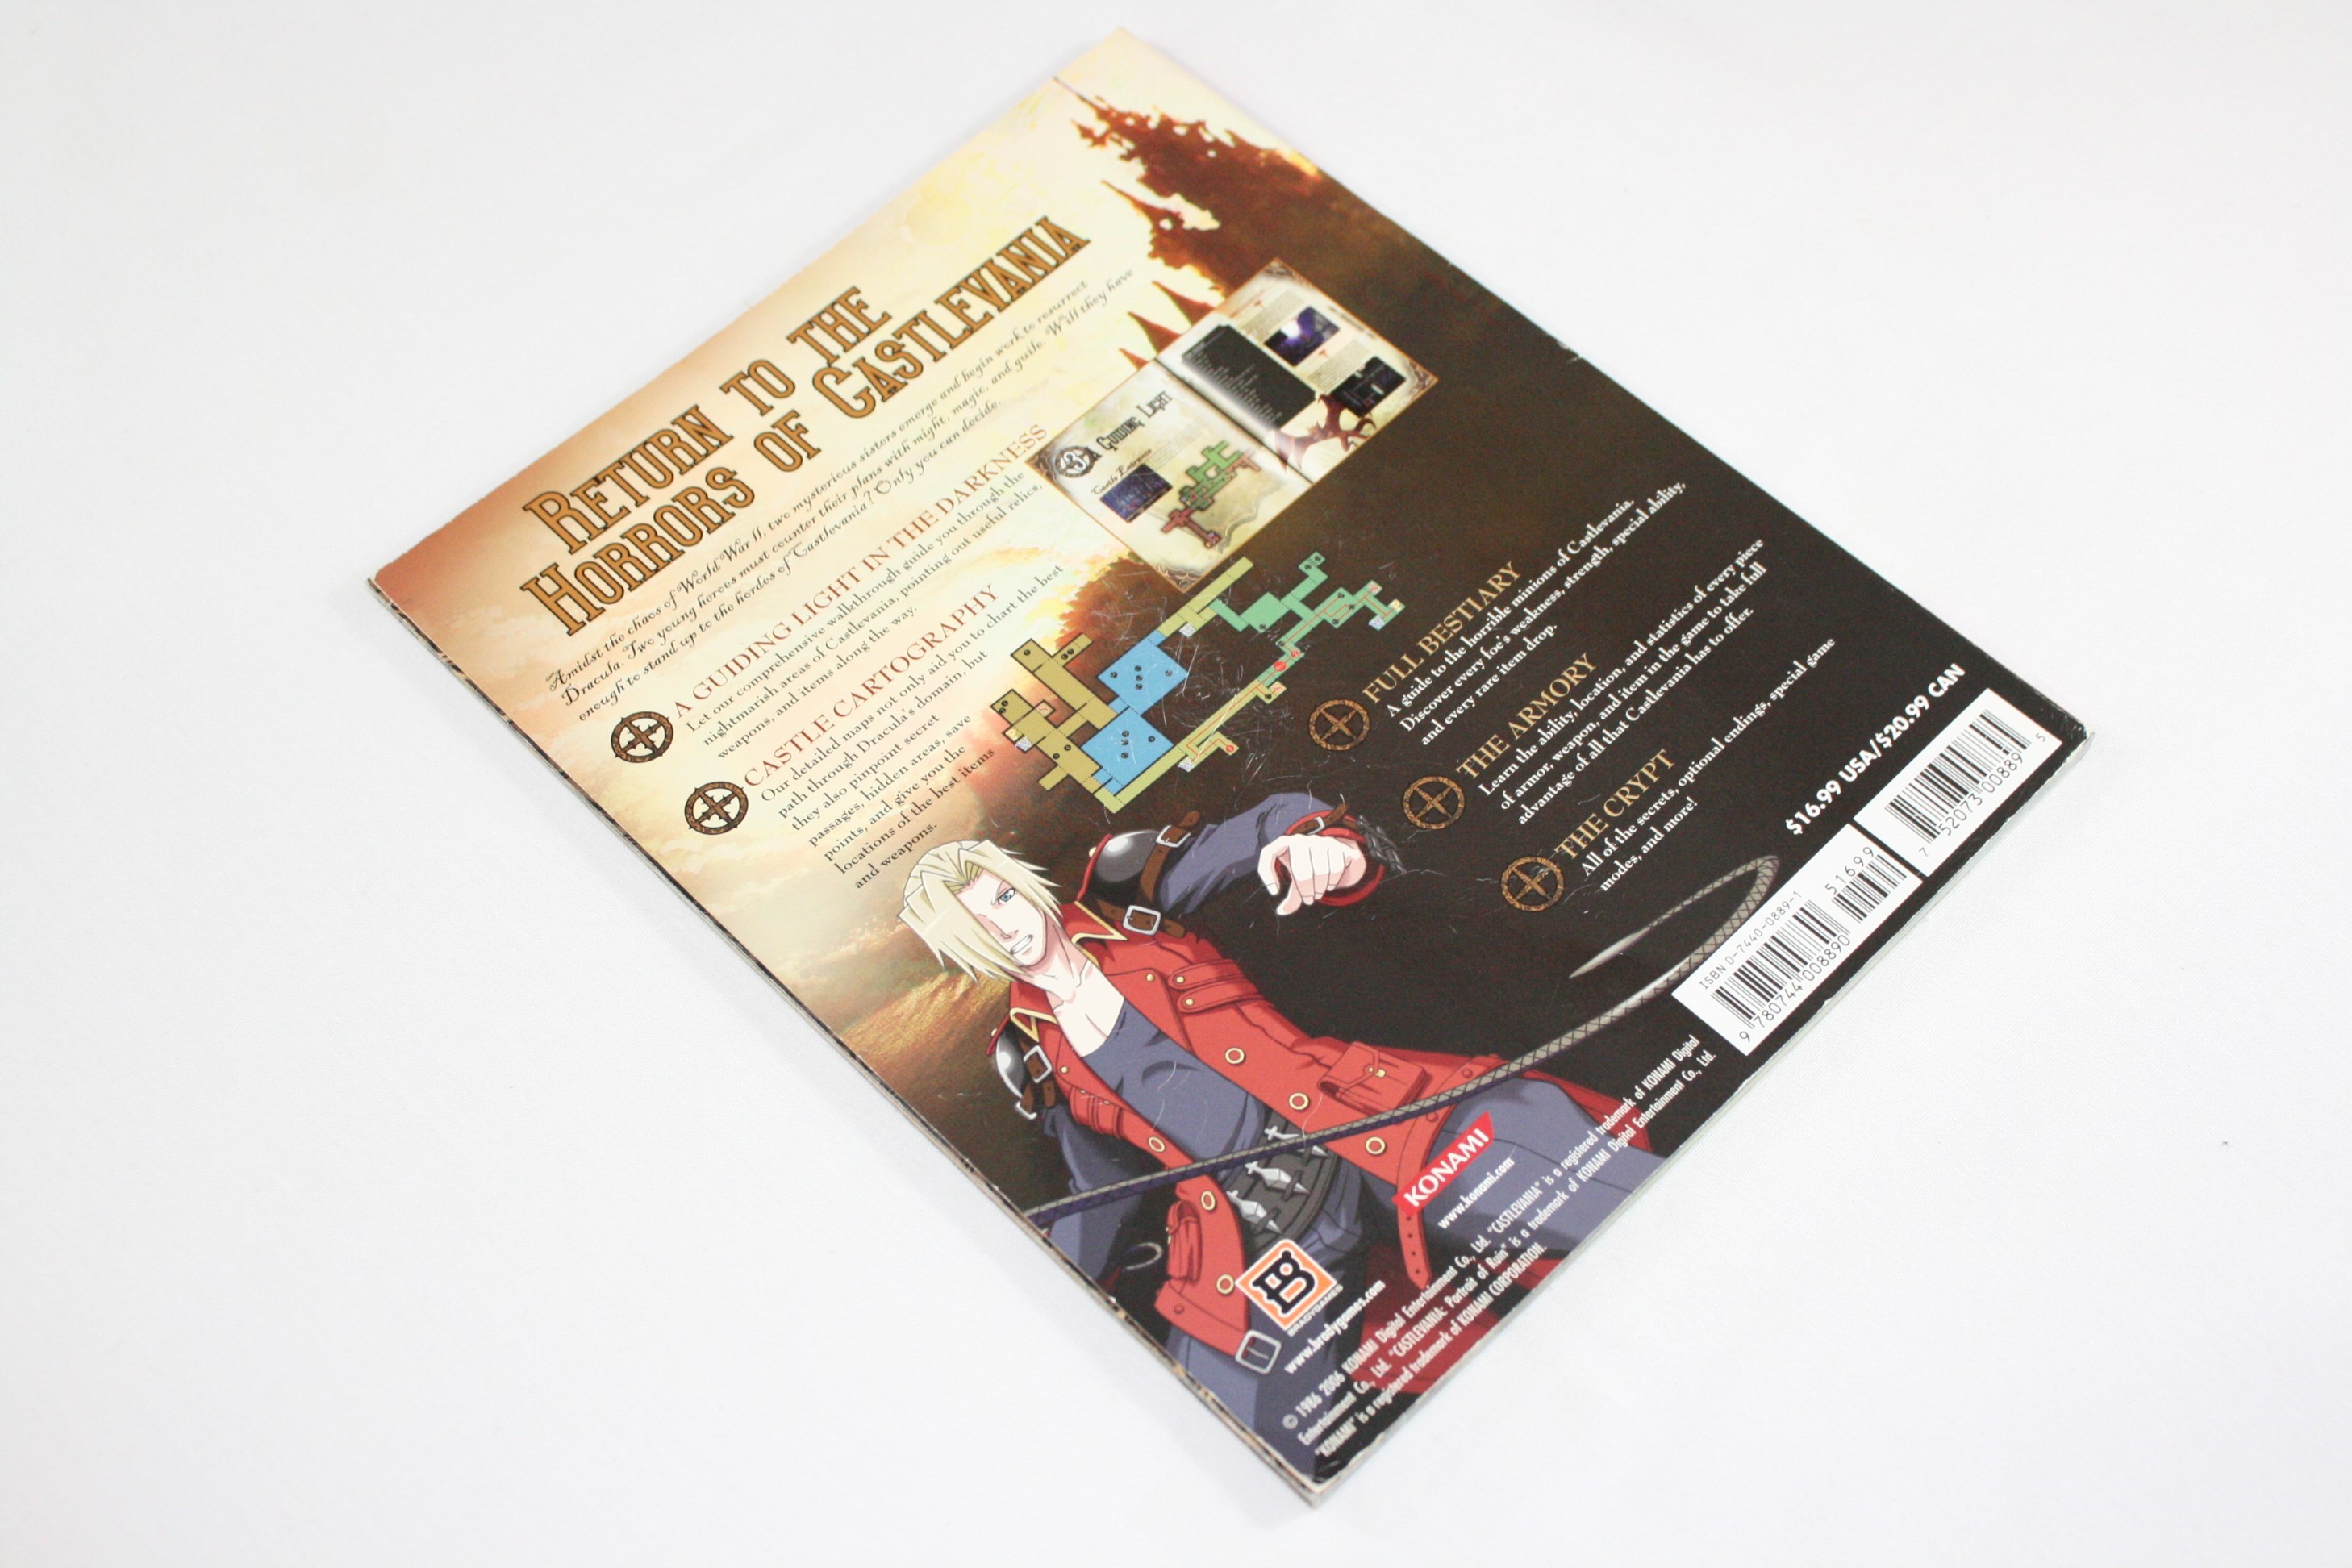 RETURN TO THE
HORRORS OF CASTLEVANIA
Amidst the chaos of World War II, two mysterious sisters emerge and begin work to resurrect
Dracula. Two young heroes must counter their plans with might, magic, and guile. Will they have
enough to stand up to the hordes of Castlevania? Only you can decide.
A GUIDING LIGHT IN THE DARKNESS
Let our comprehensive walkthrough guide you through the
nightmarish areas of Castlevania, pointing out useful relics,
weapons, and items along the way.
CASTLE CARTOGRAPHY
Our detailed maps not only aid you to chart the best
path through Dracula's domain, but
they also pinpoint secret
passages, hidden areas, save
points, and give you the
locations of the best items
and weapons.
3
GUIDING LIGHT
Castle Entrance
FULL BESTIARY
A guide to the horrible minions of Castlevania.
Discover every foe's weakness, strength, special ability,
and every rare item drop.
THE ARMORY
Learn the ability, location, and statistics of every piece
of armor, weapon, and item in the game to take full
advantage of all that Castlevania has to offer.
THE CRYPT
All of the secrets, optional endings, special game
modes, and more!
$16.99 USA/$20.99 CAN
ISBN 0-7440-0889-1
51699
9 780744 008890
7 52073 00889 5
KONAMI
www.konami.com
B
BRADYGAMES
www.bradygames.com
© 1986 2006 KONAMI Digital Entertainment Co., Ltd. "CASTLEVANIA" is a registered trademark of KONAMI Digital
Entertainment Co., Ltd. "CASTLEVANIA: Portrait of Ruin" is a trademark of KONAMI Digital Entertainment Co., Ltd.
"KONAMI" is a registered trademark of KONAMI CORPORATION.